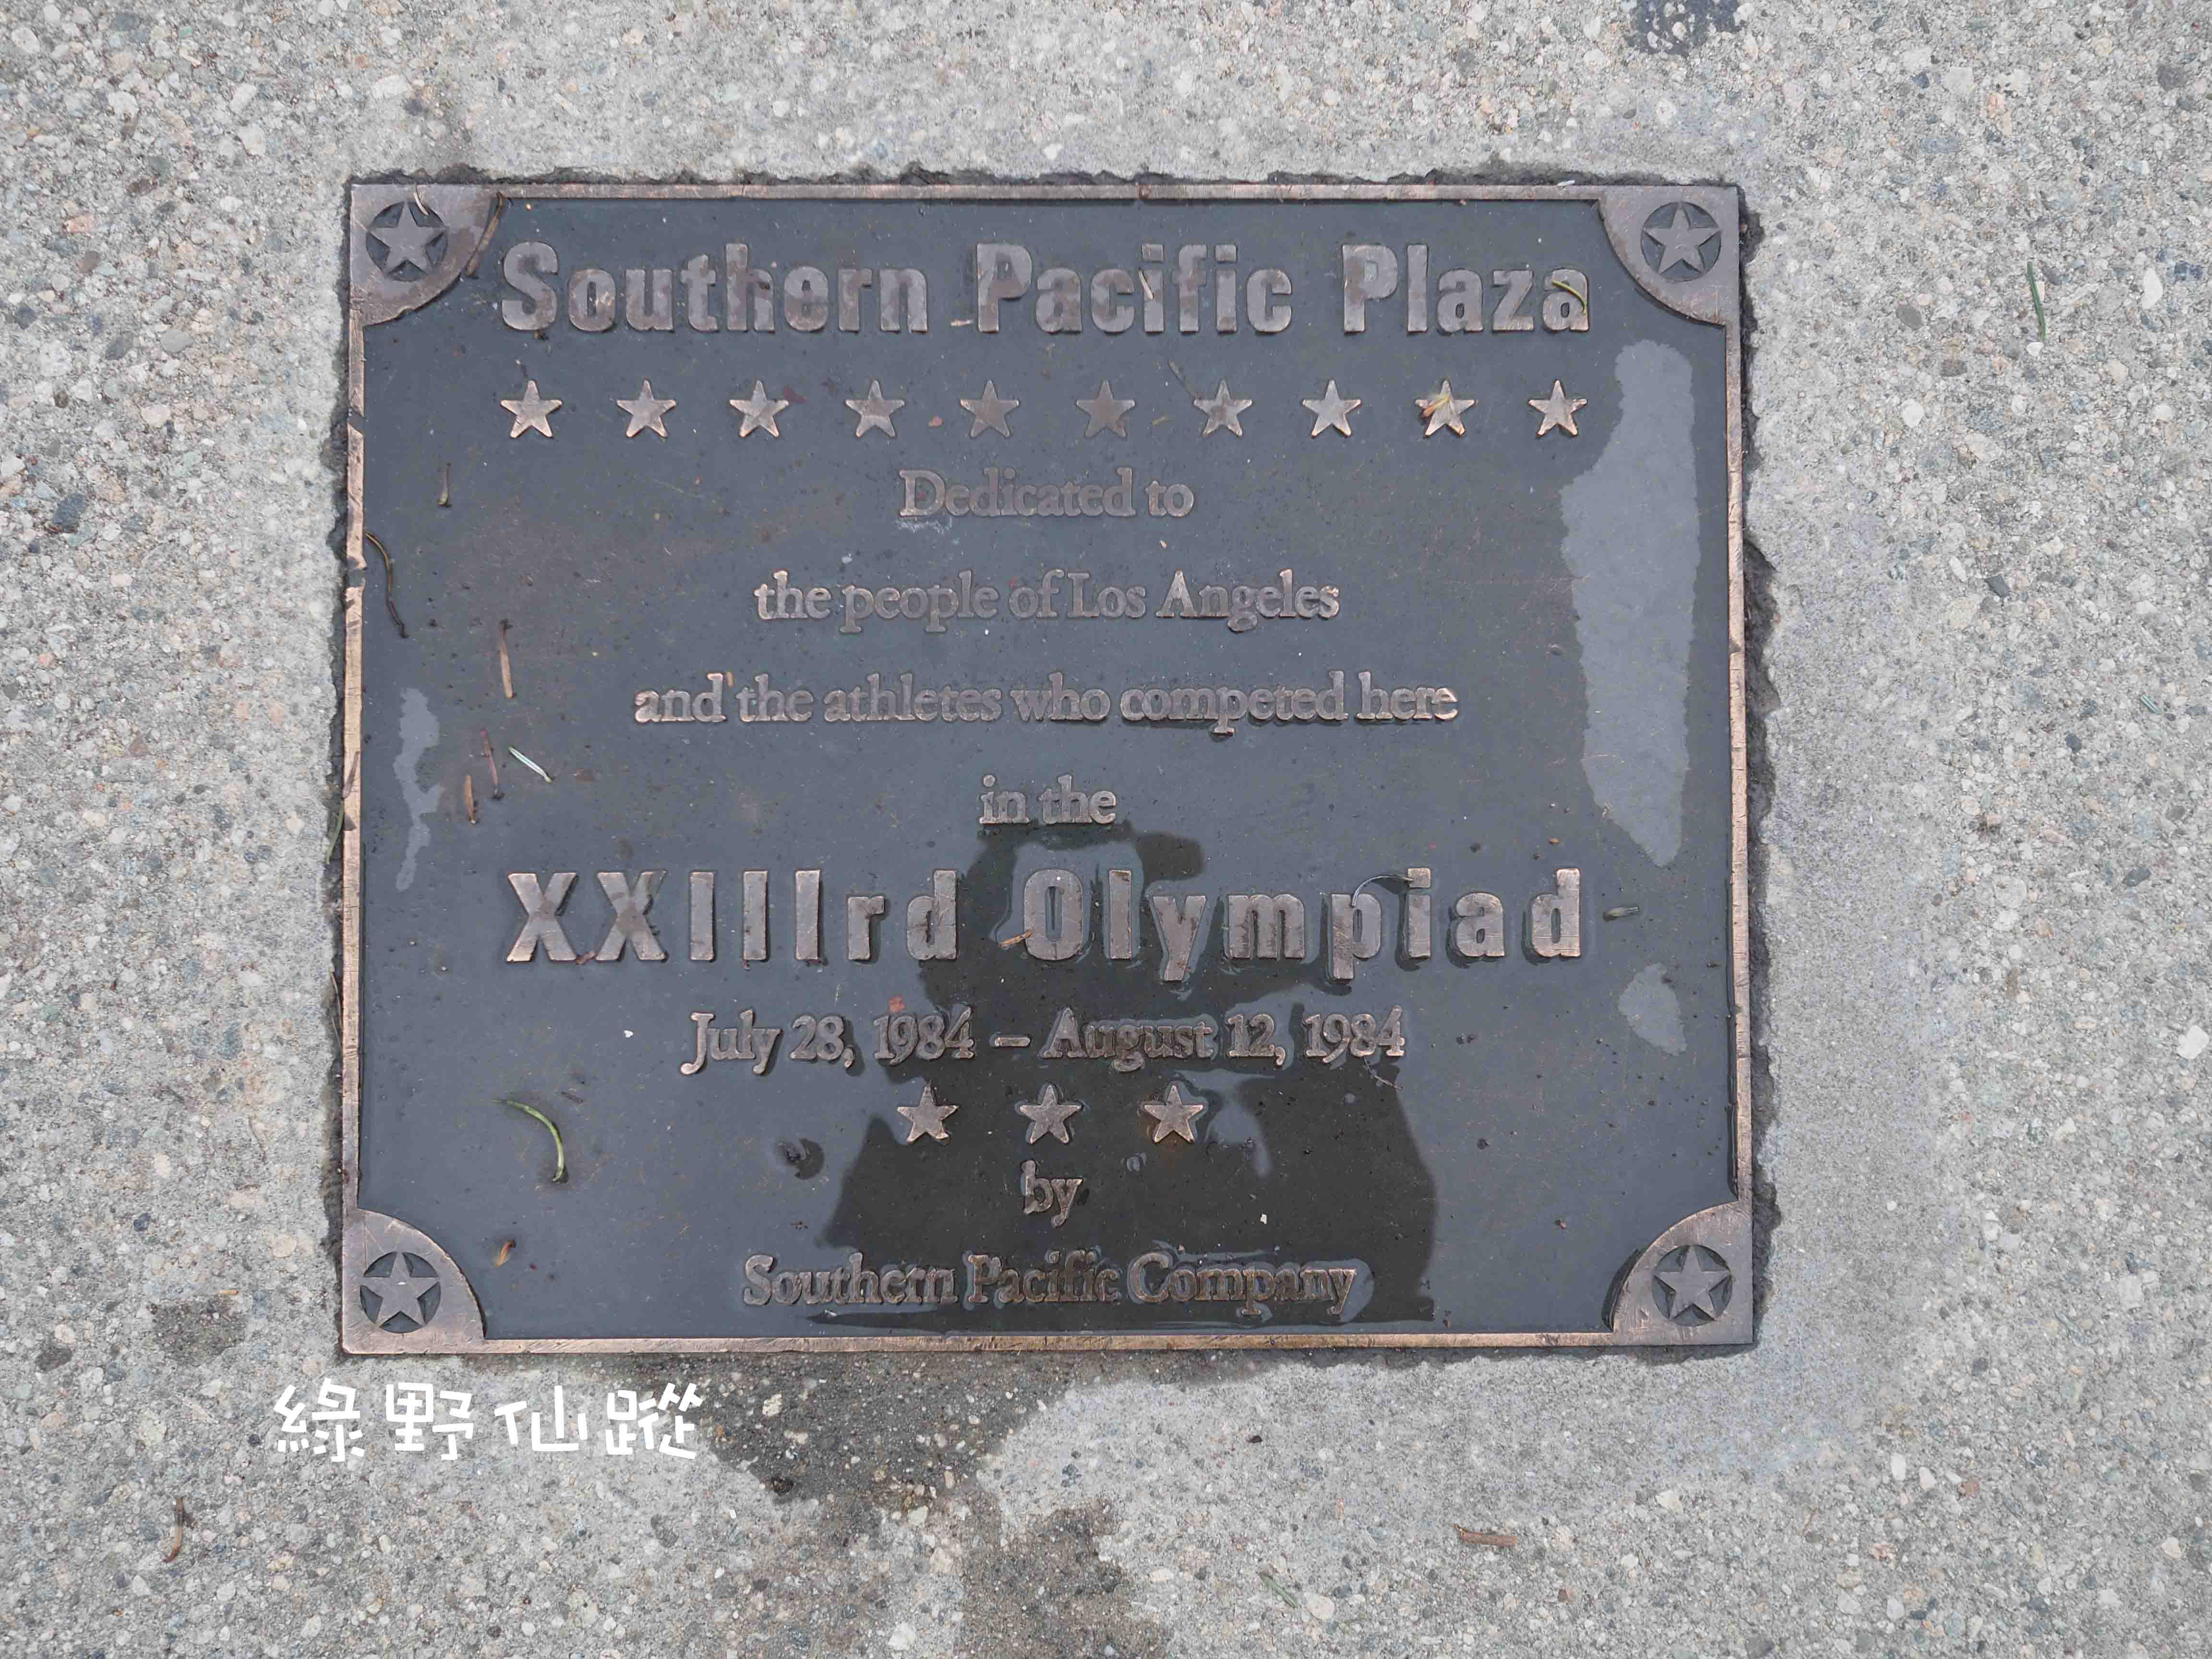 Southern Pacific Plaza
Dedicated to
the people of Los Angeles
and the athletes who competed here
in the
XXIIIrd Olympiad
July 28, 1984 – August 12, 1984
by
Southern Pacific Company
綠野仙蹤